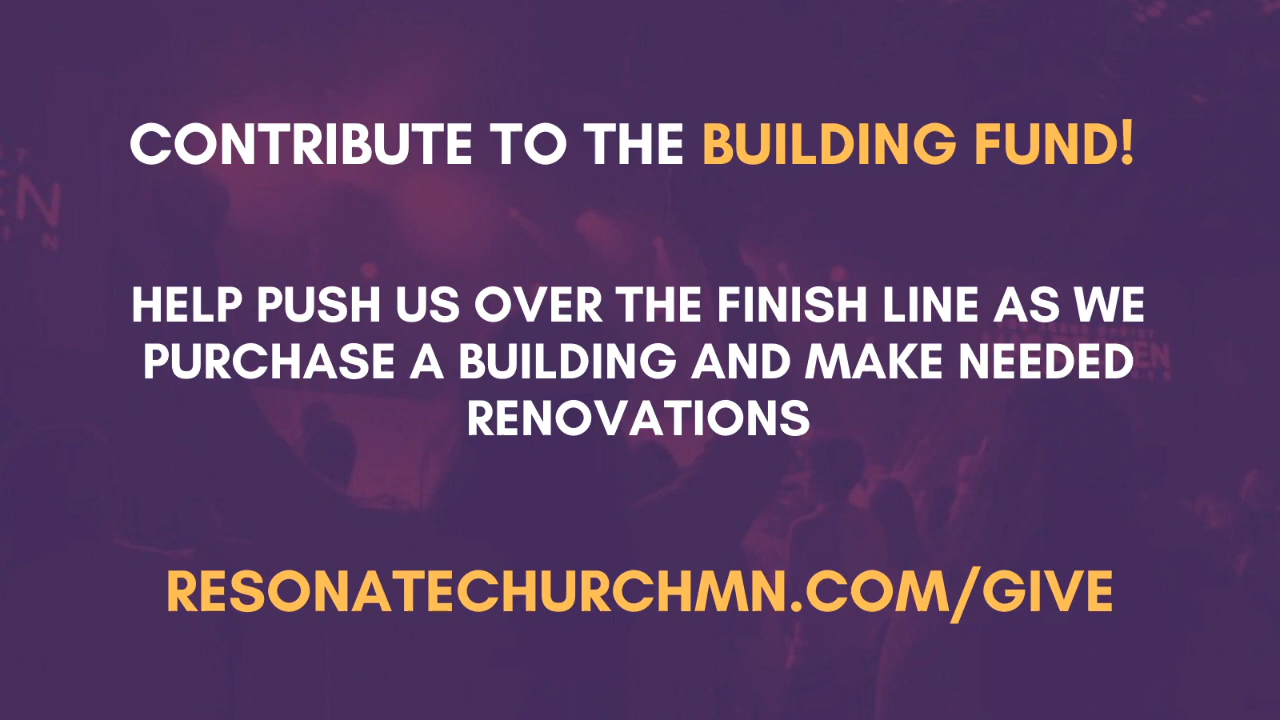 CONTRIBUTE TO THE BUILDING FUND!
HELP PUSH US OVER THE FINISH LINE AS WE
PURCHASE A BUILDING AND MAKE NEEDED
RENOVATIONS
RESONATECHURCHMN.COM/GIVE